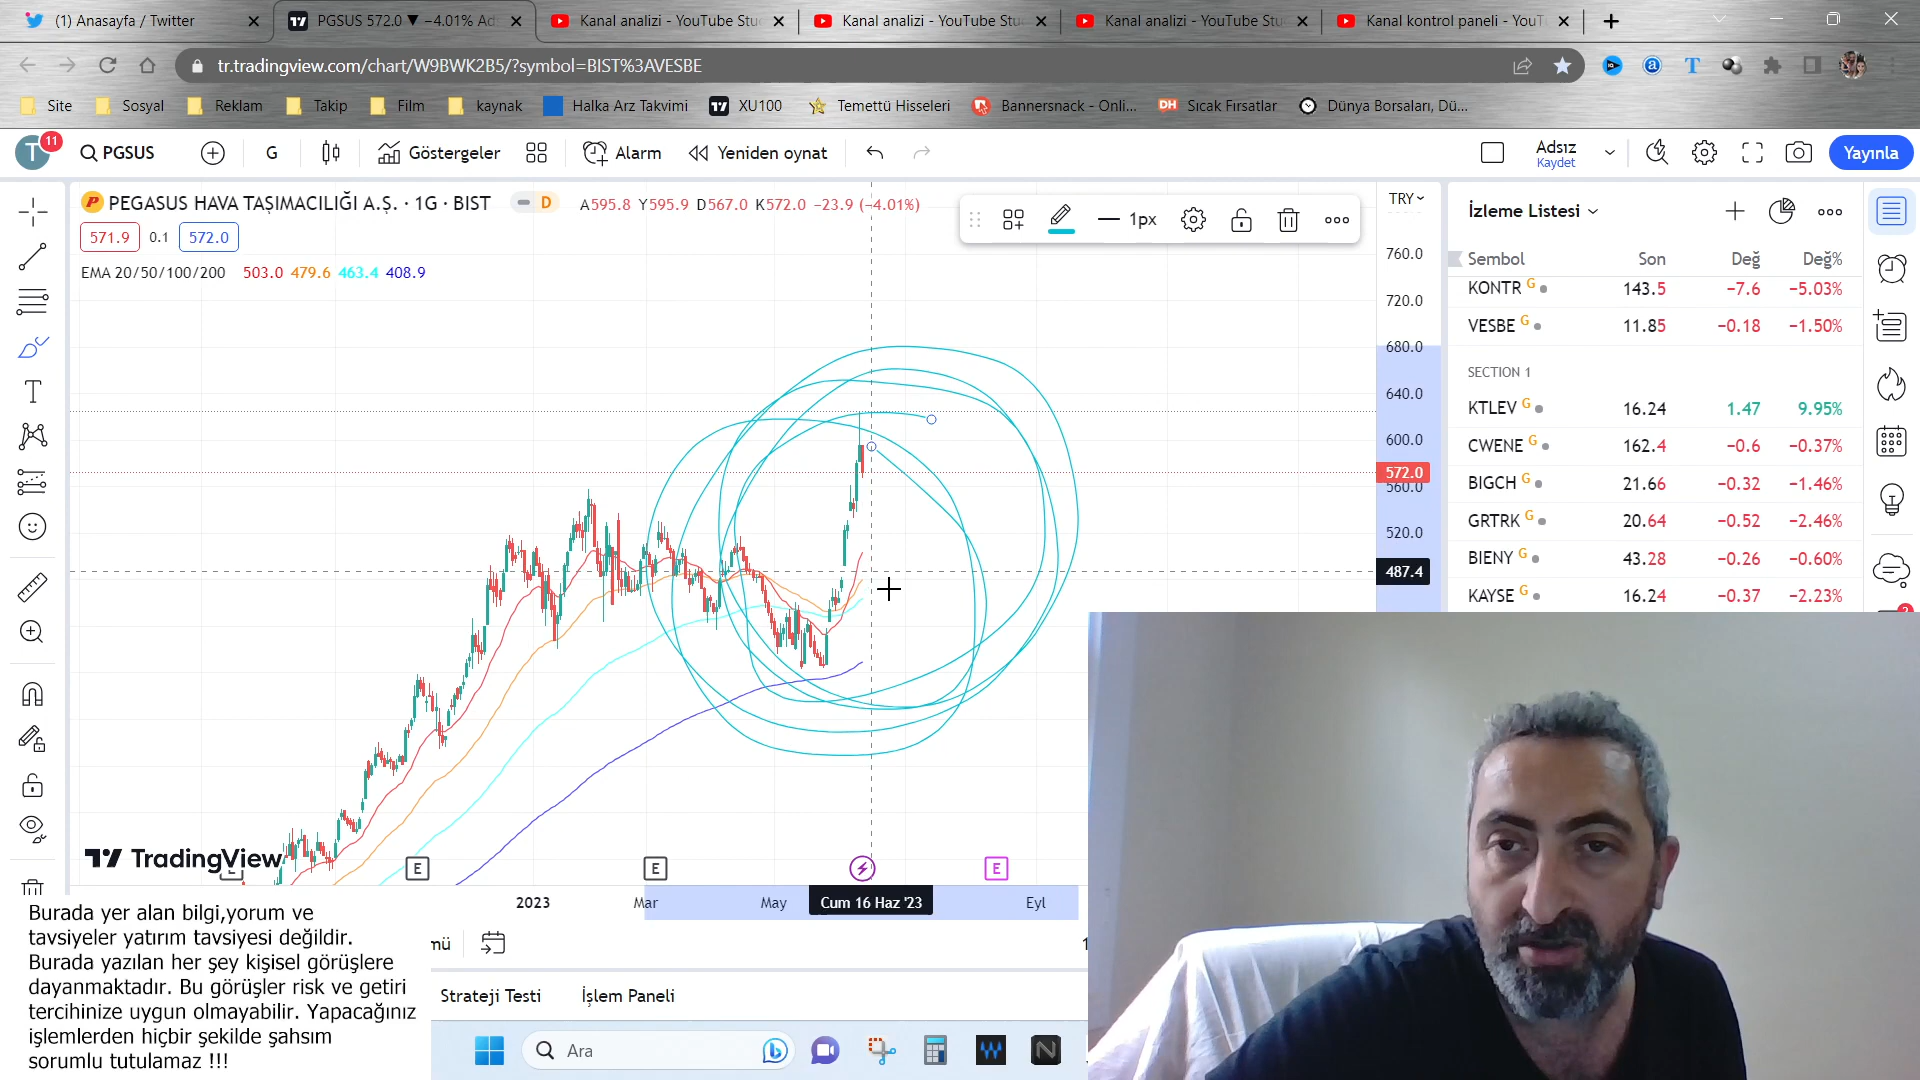 (1) Anasayfa / Twitter
PGSUS 572.0 ▼ −4.01% Ad
Kanal analizi - YouTube Stu
Kanal analizi - YouTube Stu
Kanal analizi - YouTube Stu
Kanal kontrol paneli - YouT
tr.tradingview.com/chart/W9BWK2B5/?symbol=BIST%3AVESBE
Site
Sosyal
Reklam
Takip
Film
kaynak
Halka Arz Takvimi
XU100
Temettü Hisseleri
Bannersnack - Onli...
DH
Sıcak Fırsatlar
Dünya Borsaları, Dü...
T
11
PGSUS
G
Göstergeler
Alarm
Yeniden oynat
Adsız
Kaydet
Yayınla
PEGASUS HAVA TAŞIMACILIĞI A.Ş. · 1G · BIST
D
A595.8 Y595.9 D567.0 K572.0 −23.9 (−4.01%)
571.9
0.1
572.0
EMA 20/50/100/200 503.0 479.6 463.4 408.9
1px
TRY
760.0
720.0
680.0
640.0
600.0
572.0
560.0
520.0
487.4
İzleme Listesi
Sembol Son Değ Değ%
KONTR G 143.5 −7.6 −5.03%
VESBE G 11.85 −0.18 −1.50%
SECTION 1
KTLEV G 16.24 1.47 9.95%
CWENE G 162.4 −0.6 −0.37%
BIGCH G 21.66 −0.32 −1.46%
GRTRK G 20.64 −0.52 −2.46%
BIENY G 43.28 −0.26 −0.60%
KAYSE G 16.24 −0.37 −2.23%
TradingView
E
E
E
E
2023
Mar
May
Cum 16 Haz '23
Eyl
Burada yer alan bilgi,yorum ve
tavsiyeler yatırım tavsiyesi değildir.
Burada yazılan her şey kişisel görüşlere
dayanmaktadır. Bu görüşler risk ve getiri
tercihinize uygun olmayabilir. Yapacağınız
işlemlerden hiçbir şekilde şahsım
sorumlu tutulamaz !!!
mü
Strateji Testi
İşlem Paneli
Ara